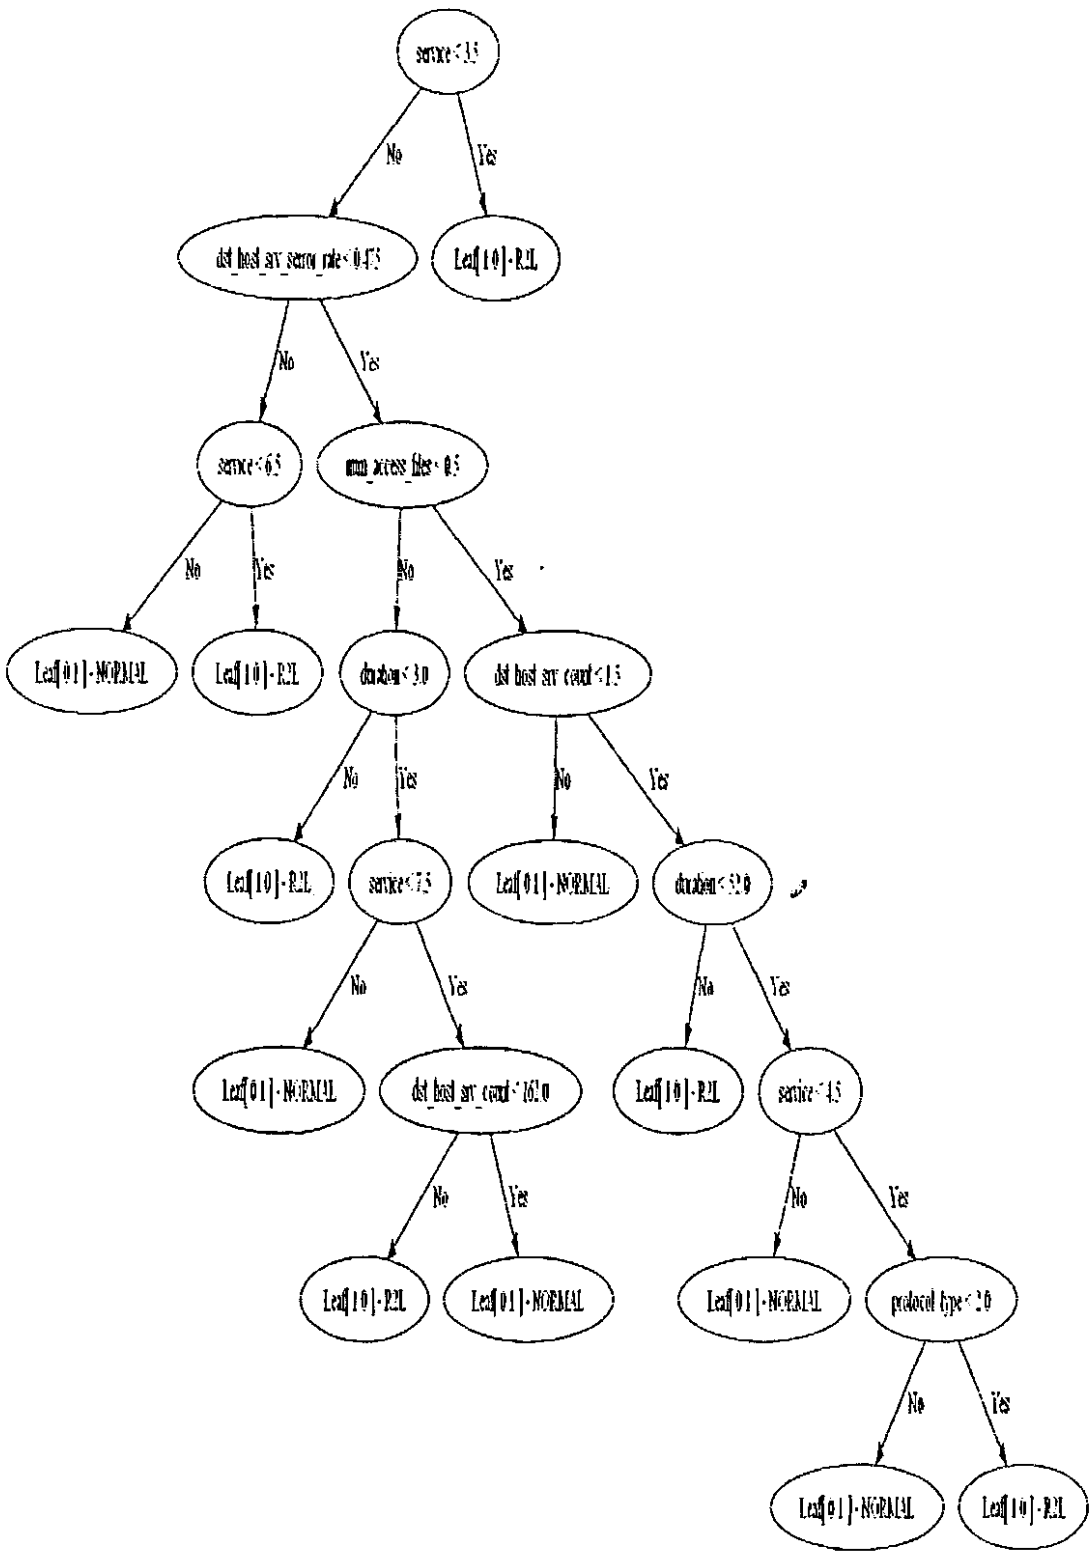 service < 3.5
No
Yes
dst_host_srv_serror_rate < 0.475
Leaf[ 1 0 ] - R2L
No
Yes
service < 6.5
num_access_files < 0.5
No
Yes
No
Yes
Leaf[ 0 1 ] - NORMAL
Leaf[ 1 0 ] - R2L
duration < 3.0
dst_host_srv_count < 1.5
No
Yes
No
Yes
Leaf[ 1 0 ] - R2L
service < 7.5
Leaf[ 0 1 ] - NORMAL
duration <
No
Yes
No
Yes
Leaf[ 0 1 ] - NORMAL
dst_host_srv_count <
Leaf[ 1 0 ] - R2L
service < 4.5
No
Yes
No
Yes
Leaf[ 1 0 ] - R2L
Leaf[ 0 1 ] - NORMAL
Leaf[ 0 1 ] - NORMAL
protocol_type < 2.0
No
Yes
Leaf[ 0 1 ] - NORMAL
Leaf[ 1 0 ] - R2L